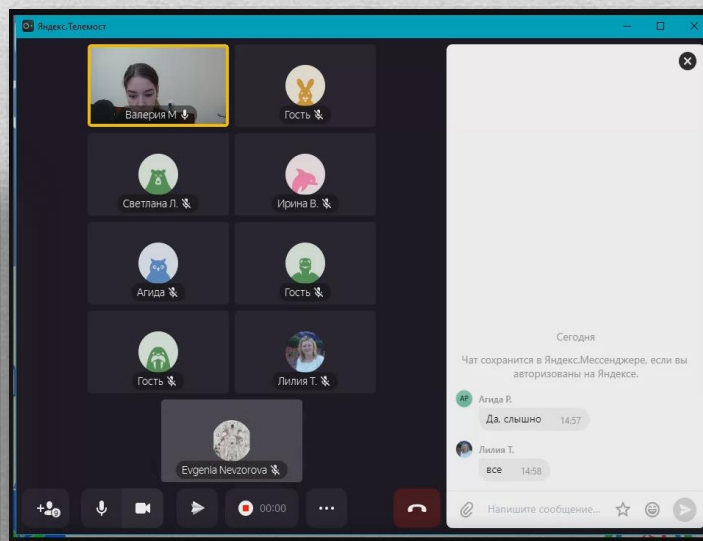 Яндекс.Телемост
Валерия М
Гость
Светлана Л.
Ирина В.
Агида
Гость
Гость
Лилия Т.
Evgenia Nevzorova
9
00:00
Сегодня
Чат сохранится в Яндекс.Мессенджере, если вы
авторизованы на Яндексе.
АР Агида Р.
Да, слышно 14:57
Лилия Т.
все 14:58
Напишите сообщение...